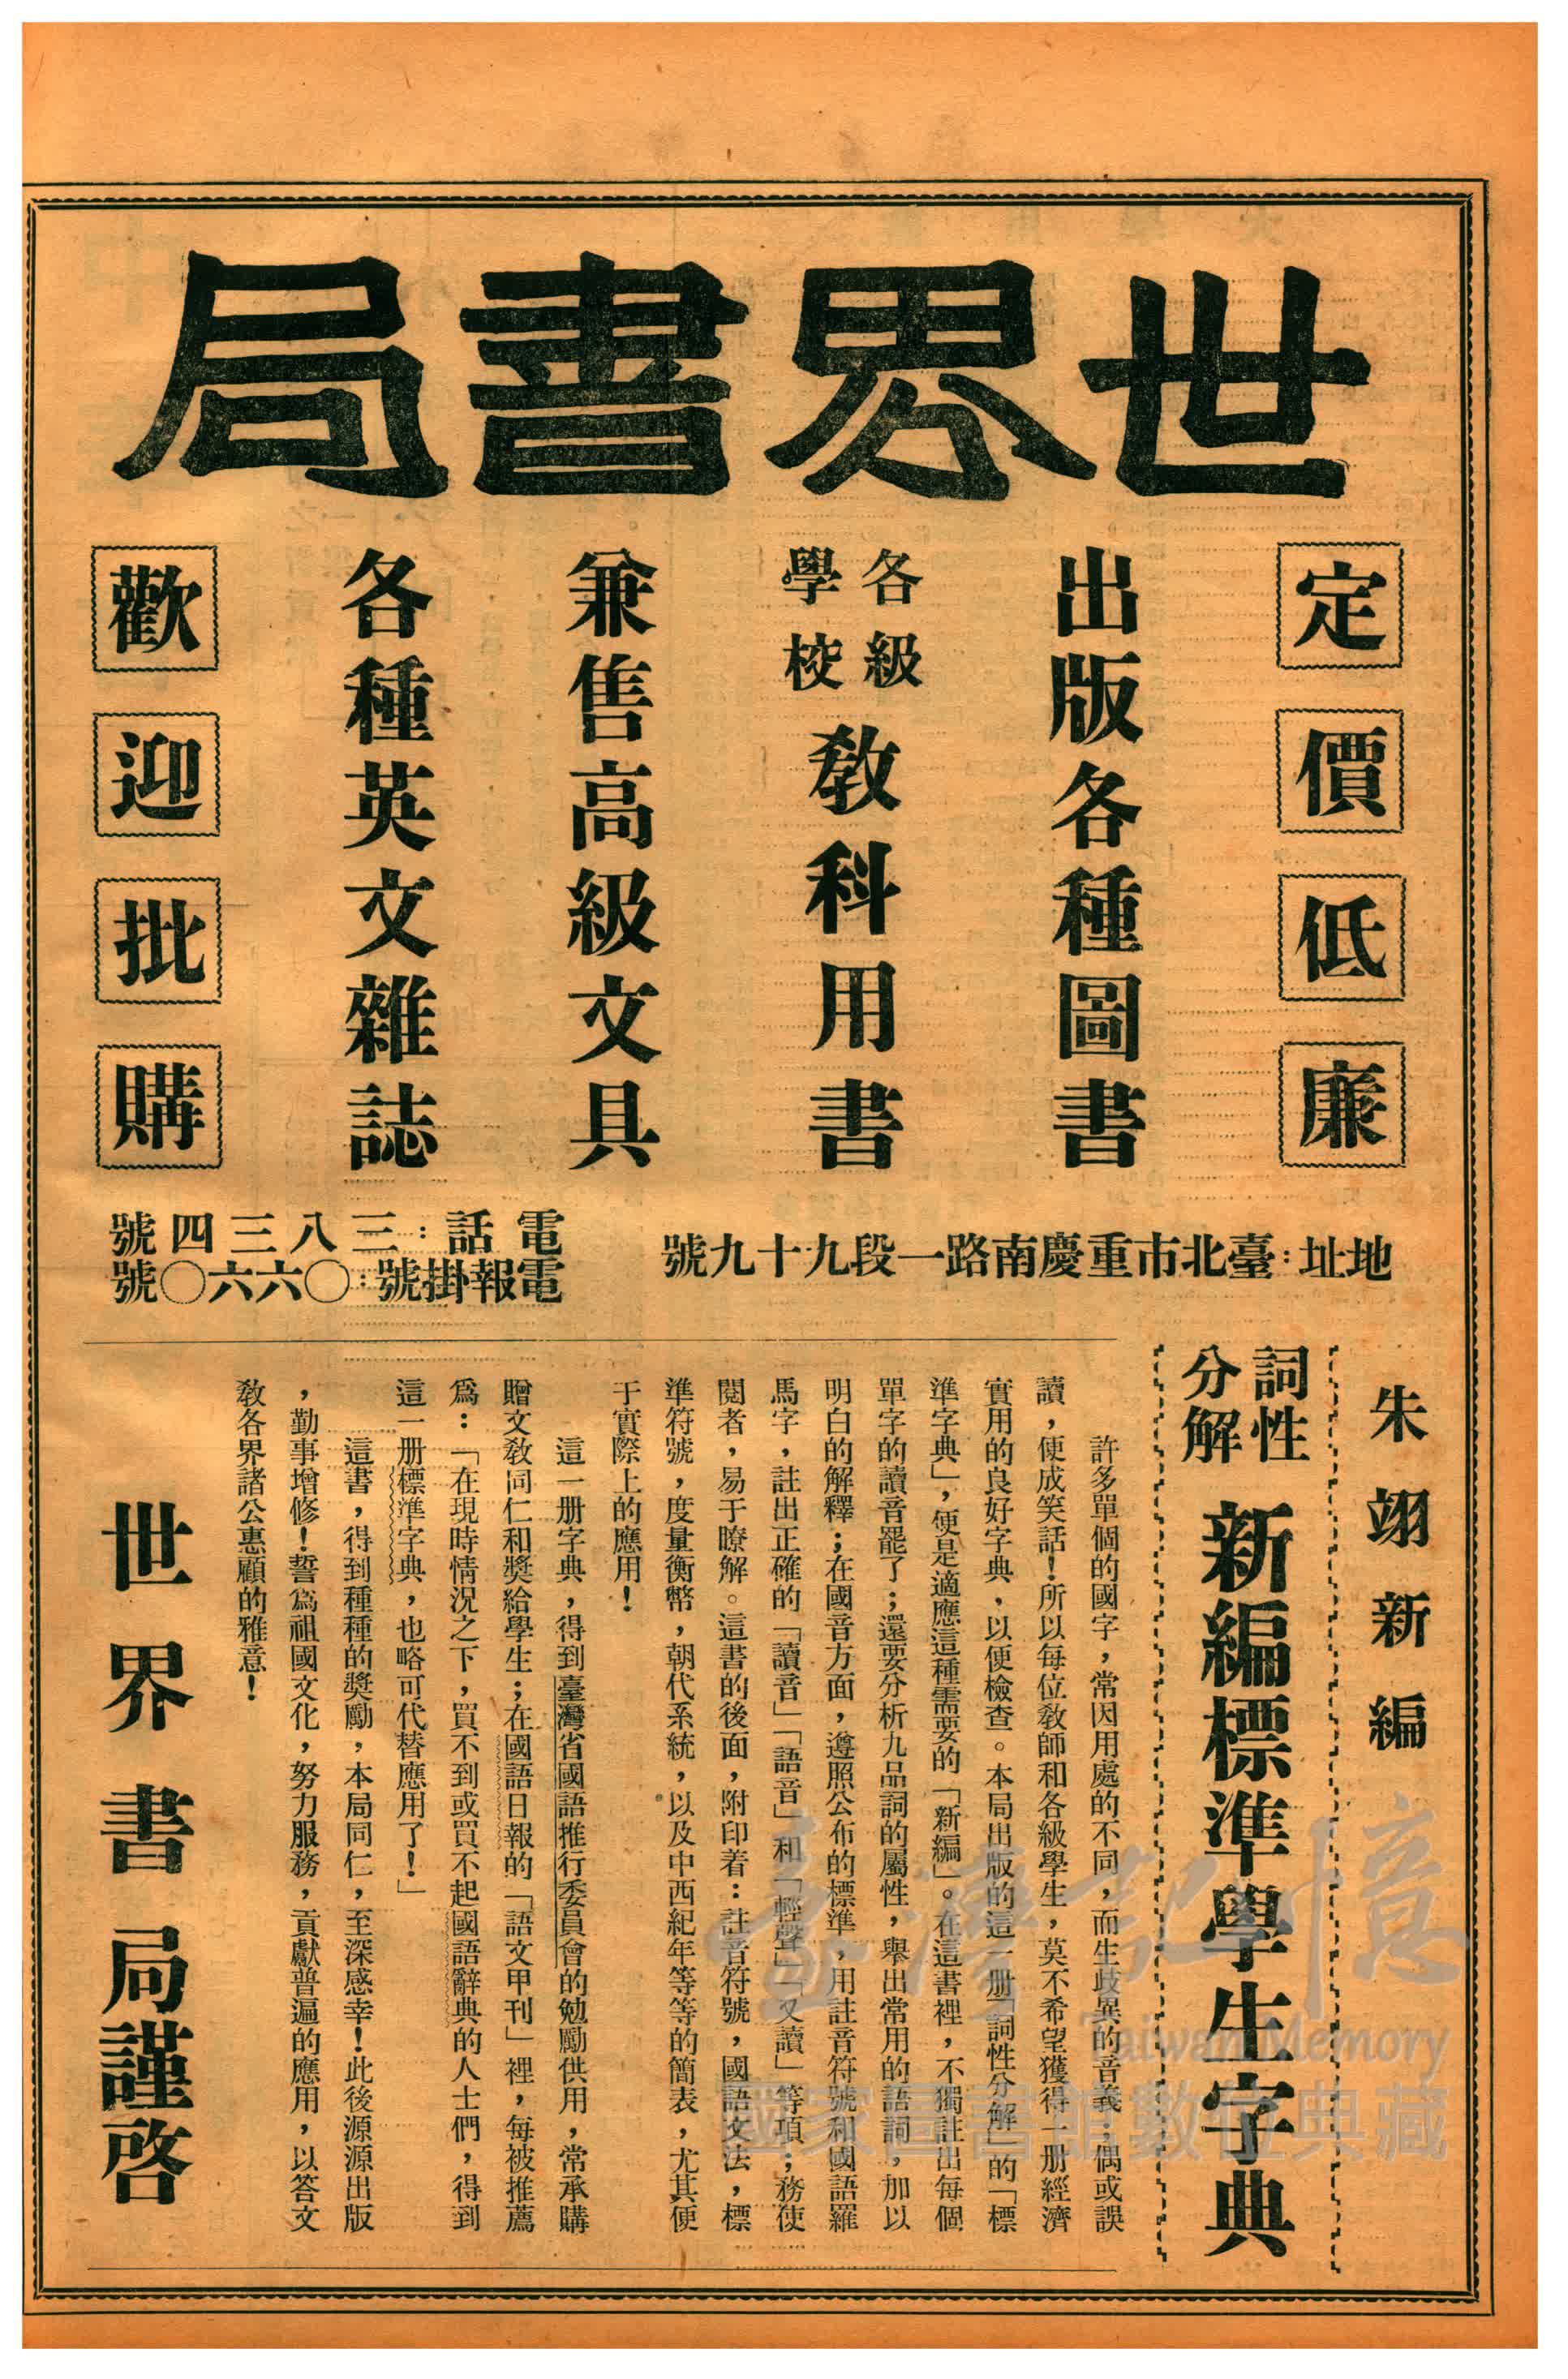 世界書局
定價低廉
出版各種圖書
各級學校教科用書
兼售高級文具
各種英文雜誌
歡迎批購
地址：臺北市重慶南路一段九十九號
電話：三八三四號
電報掛號：〇六六〇號
朱翊新編
詞性分解 新編標準學生字典
許多單個的國字，常因用處的不同，而生歧異的音義；偶或誤
讀，便成笑話！所以每位教師和各級學生，莫不希望獲得一册經濟
實用的良好字典，以便檢查。本局出版的這一册「詞性分解」的「標
準字典」，便是適應這種需要的「新編」。在這書裡，不獨註出每個
單字的讀音罷了；還要分析九品詞的屬性，舉出常用的語詞，加以
明白的解釋；在國音方面，遵照公布的標準，用註音符號和國語羅
馬字，註出正確的「讀音」「語音」和「輕聲」「又讀」等項；務使
閱者，易于瞭解。這書的後面，附印着：註音符號，國語文法，標
準符號，度量衡幣，朝代系統，以及中西紀年等等的簡表，尤其便
于實際上的應用！
這一册字典，得到臺灣省國語推行委員會的勉勵供用，常承購
贈文教同仁和獎給學生；在國語日報的「語文甲刊」裡，每被推薦
爲：「在現時情況之下，買不到或買不起國語辭典的人士們，得到
這一册標準字典，也略可代替應用了！」
這書，得到種種的獎勵，本局同仁，至深感幸！此後源源出版
，勤事增修！誓爲祖國文化，努力服務，貢獻普遍的應用，以答文
教各界諸公惠顧的雅意！
世界書局謹啓
臺灣記憶
Taiwan Memory
國家圖書館數位典藏